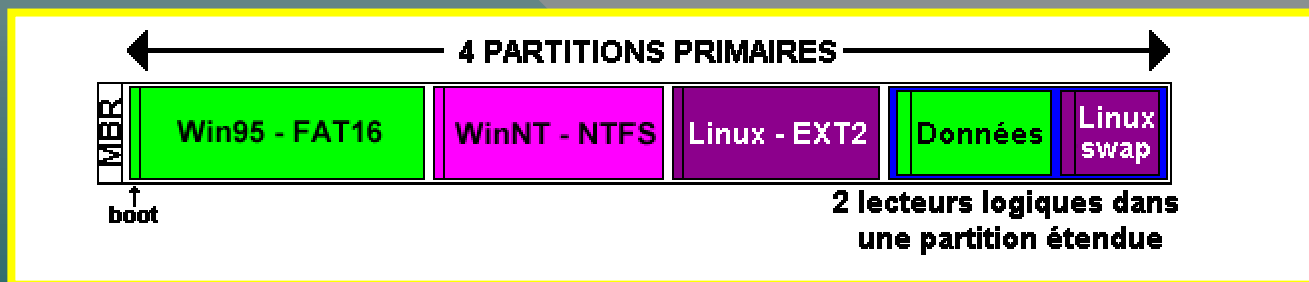 4 PARTITIONS PRIMAIRES
MBR
Win95 - FAT16
WinNT - NTFS
Linux - EXT2
Données
Linux
swap
boot
2 lecteurs logiques dans
une partition étendue